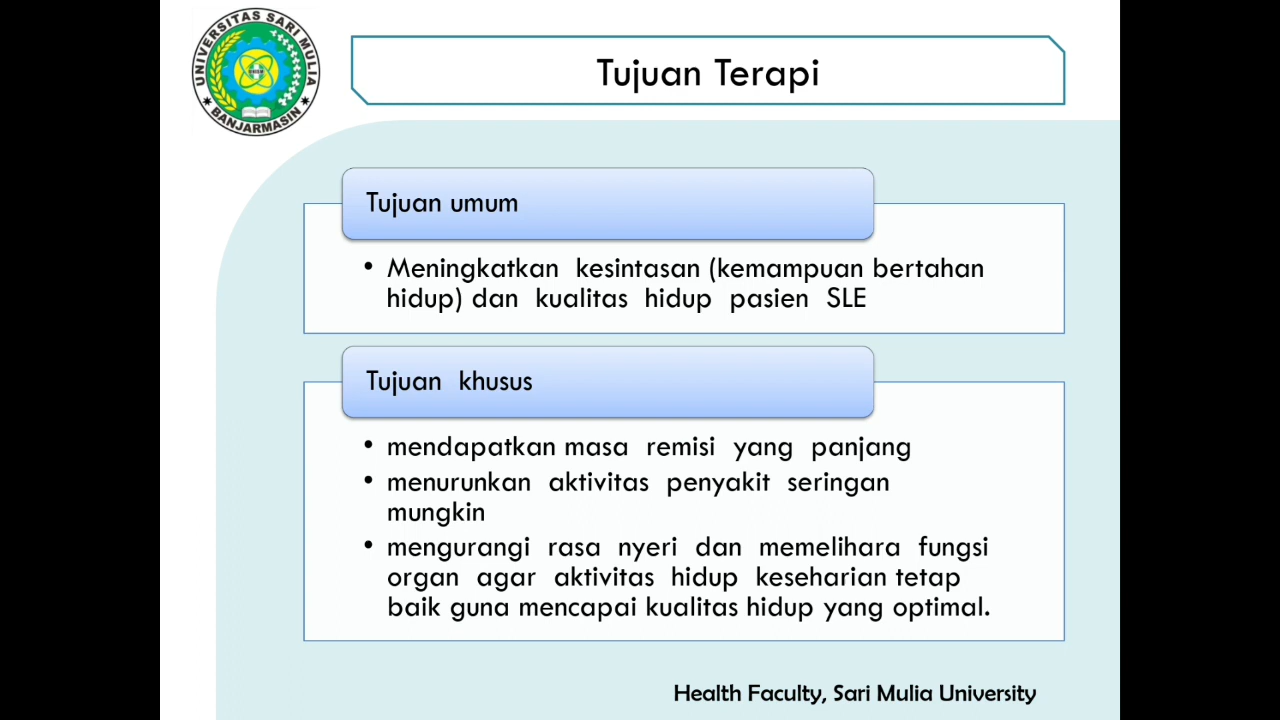 UNIVERSITAS SARI MULIA
BANJARMASIN
Tujuan Terapi
Tujuan umum
• Meningkatkan kesintasan (kemampuan bertahan
hidup) dan kualitas hidup pasien SLE
Tujuan khusus
• mendapatkan masa remisi yang panjang
• menurunkan aktivitas penyakit seringan
mungkin
• mengurangi rasa nyeri dan memelihara fungsi
organ agar aktivitas hidup keseharian tetap
baik guna mencapai kualitas hidup yang optimal.
Health Faculty, Sari Mulia University